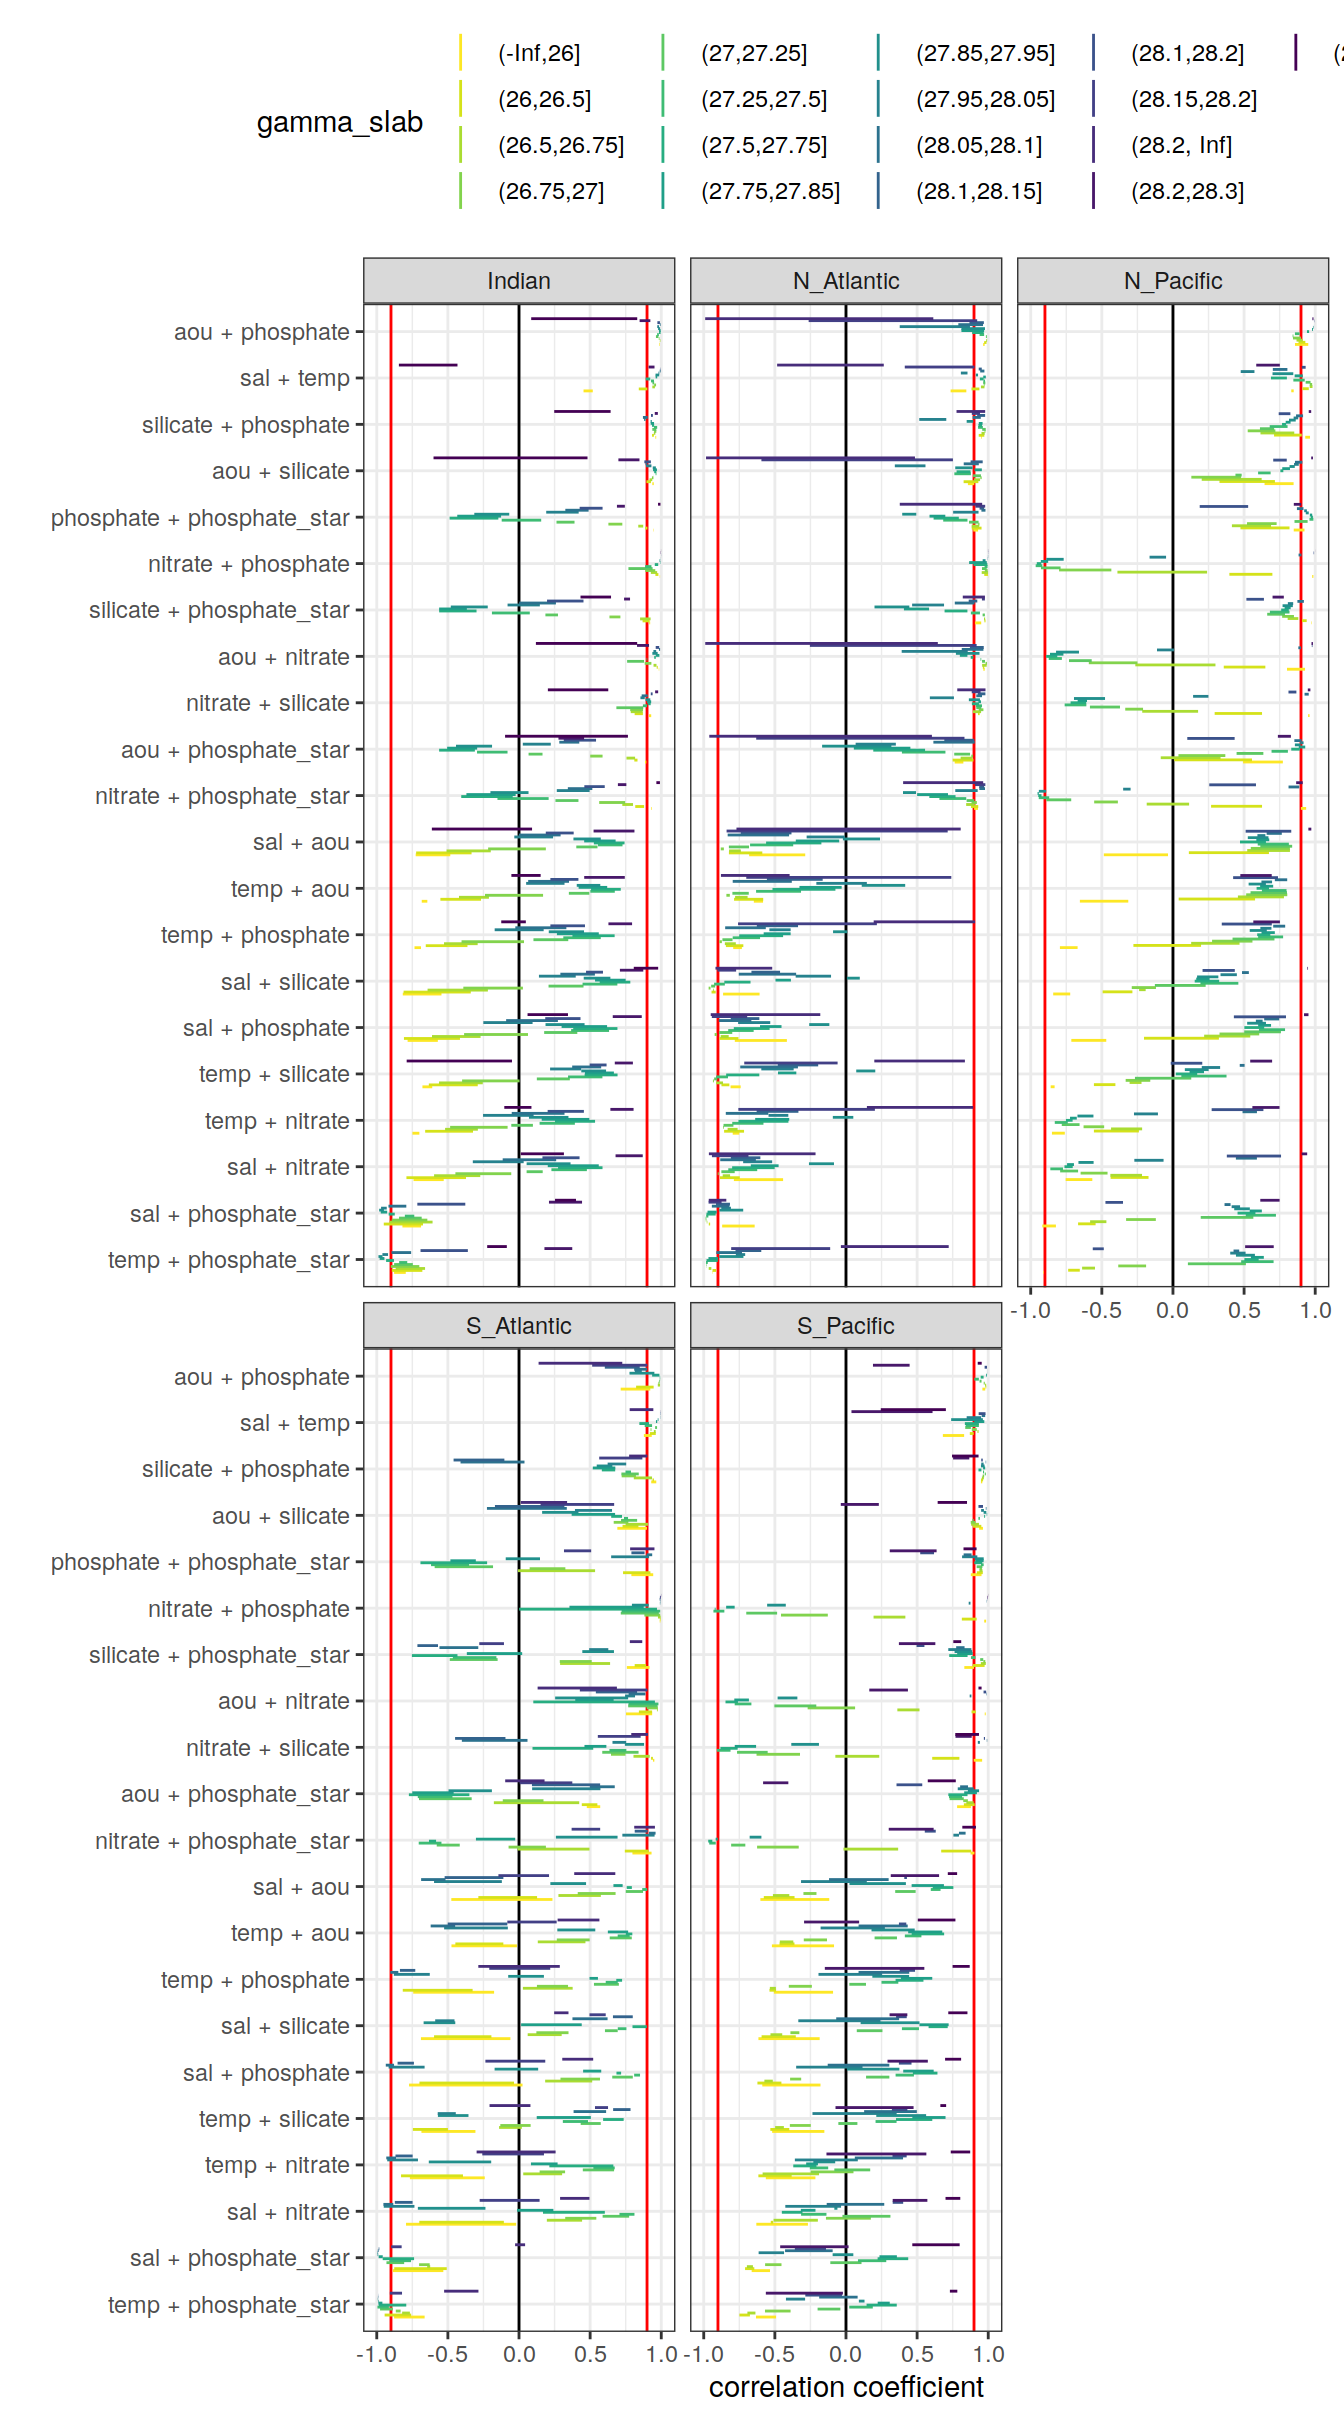 gamma_slab
(-Inf,26] (27,27.25] (27.85,27.95] (28.1,28.2]
(26,26.5] (27.25,27.5] (27.95,28.05] (28.15,28.2]
(26.5,26.75] (27.5,27.75] (28.05,28.1] (28.2, Inf]
(26.75,27] (27.75,27.85] (28.1,28.15] (28.2,28.3]
Indian N_Atlantic N_Pacific
aou + phosphate
sal + temp
silicate + phosphate
aou + silicate
phosphate + phosphate_star
nitrate + phosphate
silicate + phosphate_star
aou + nitrate
nitrate + silicate
aou + phosphate_star
nitrate + phosphate_star
sal + aou
temp + aou
temp + phosphate
sal + silicate
sal + phosphate
temp + silicate
temp + nitrate
sal + nitrate
sal + phosphate_star
temp + phosphate_star
-1.0 -0.5 0.0 0.5 1.0
S_Atlantic S_Pacific
aou + phosphate
sal + temp
silicate + phosphate
aou + silicate
phosphate + phosphate_star
nitrate + phosphate
silicate + phosphate_star
aou + nitrate
nitrate + silicate
aou + phosphate_star
nitrate + phosphate_star
sal + aou
temp + aou
temp + phosphate
sal + silicate
sal + phosphate
temp + silicate
temp + nitrate
sal + nitrate
sal + phosphate_star
temp + phosphate_star
-1.0 -0.5 0.0 0.5 1.0 -1.0 -0.5 0.0 0.5 1.0
correlation coefficient